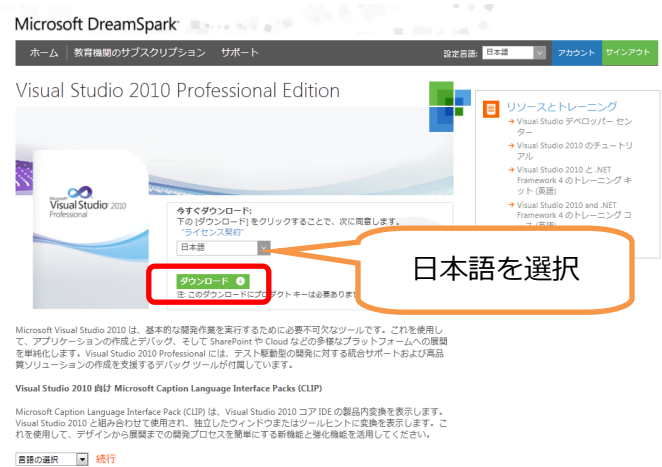 Microsoft DreamSpark
ホーム 教育機関のサブスクリプション サポート 設定言語: 日本語 アカウント サインアウト
Visual Studio 2010 Professional Edition
Microsoft
Visual Studio 2010
Professional
今すぐダウンロード:
下の [ダウンロード] をクリックすることで、次に同意します。
"ライセンス契約"
日本語
ダウンロード
注: このダウンロードにプロダクト キーは必要ありま
日本語を選択
リソースとトレーニング
Visual Studio デベロッパー セン
ター
Visual Studio 2010 のチュートリ
アル
Visual Studio 2010 と .NET
Framework 4 のトレーニング キ
ット (英語)
Visual Studio 2010 and .NET
Framework 4 のトレーニング コ
Microsoft Visual Studio 2010 は、基本的な開発作業を実行するために必要不可欠なツールです。これを使用し
て、アプリケーションの作成とデバッグ、そして SharePoint や Cloud などの多様なプラットフォームへの展開
を単純化します。Visual Studio 2010 Professional には、テスト駆動型の開発に対する統合サポートおよび高品
質ソリューションの作成を支援するデバッグ ツールが付属しています。
Visual Studio 2010 向け Microsoft Caption Language Interface Packs (CLIP)
Microsoft Caption Language Interface Pack (CLIP) は、Visual Studio 2010 コア IDE の製品内変換を表示します。
Visual Studio 2010 と組み合わせて使用され、独立したウィンドウまたはツールヒントに変換を表示します。こ
れを使用して、デザインから展開までの開発プロセスを簡単にする新機能と強化機能を活用してください。
言語の選択 続行